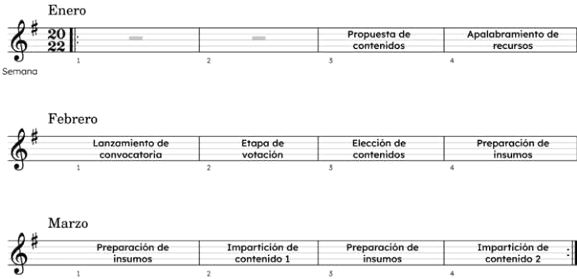 Enero
20
22
Propuesta de
contenidos
Apalabramiento de
recursos
Semana
1
2
3
4
Febrero
Lanzamiento de
convocatoria
Etapa de
votación
Elección de
contenidos
Preparación de
insumos
1
2
3
4
Marzo
Preparación de
insumos
Impartición de
contenido 1
Preparación de
insumos
Impartición de
contenido 2
1
2
3
4